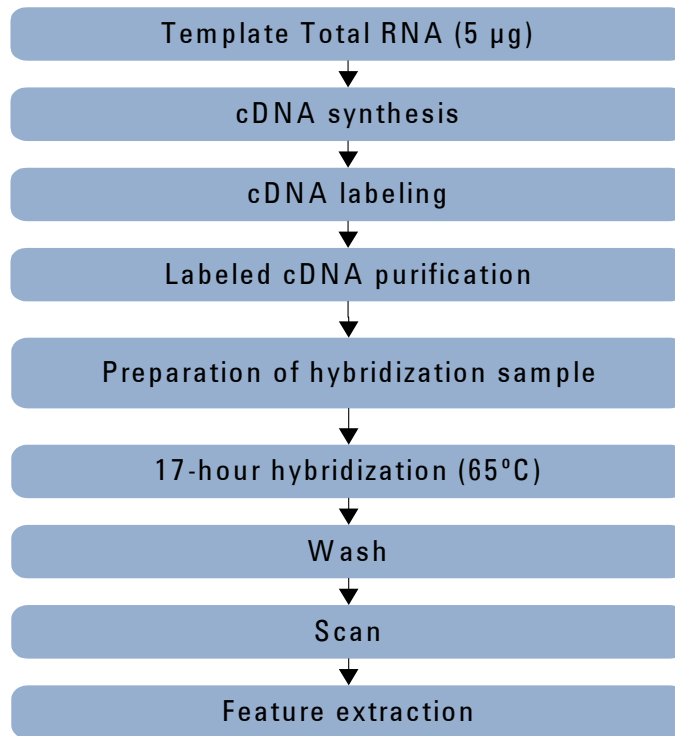 Template Total RNA (5 µg)
cDNA synthesis
cDNA labeling
Labeled cDNA purification
Preparation of hybridization sample
17-hour hybridization (65ºC)
Wash
Scan
Feature extraction